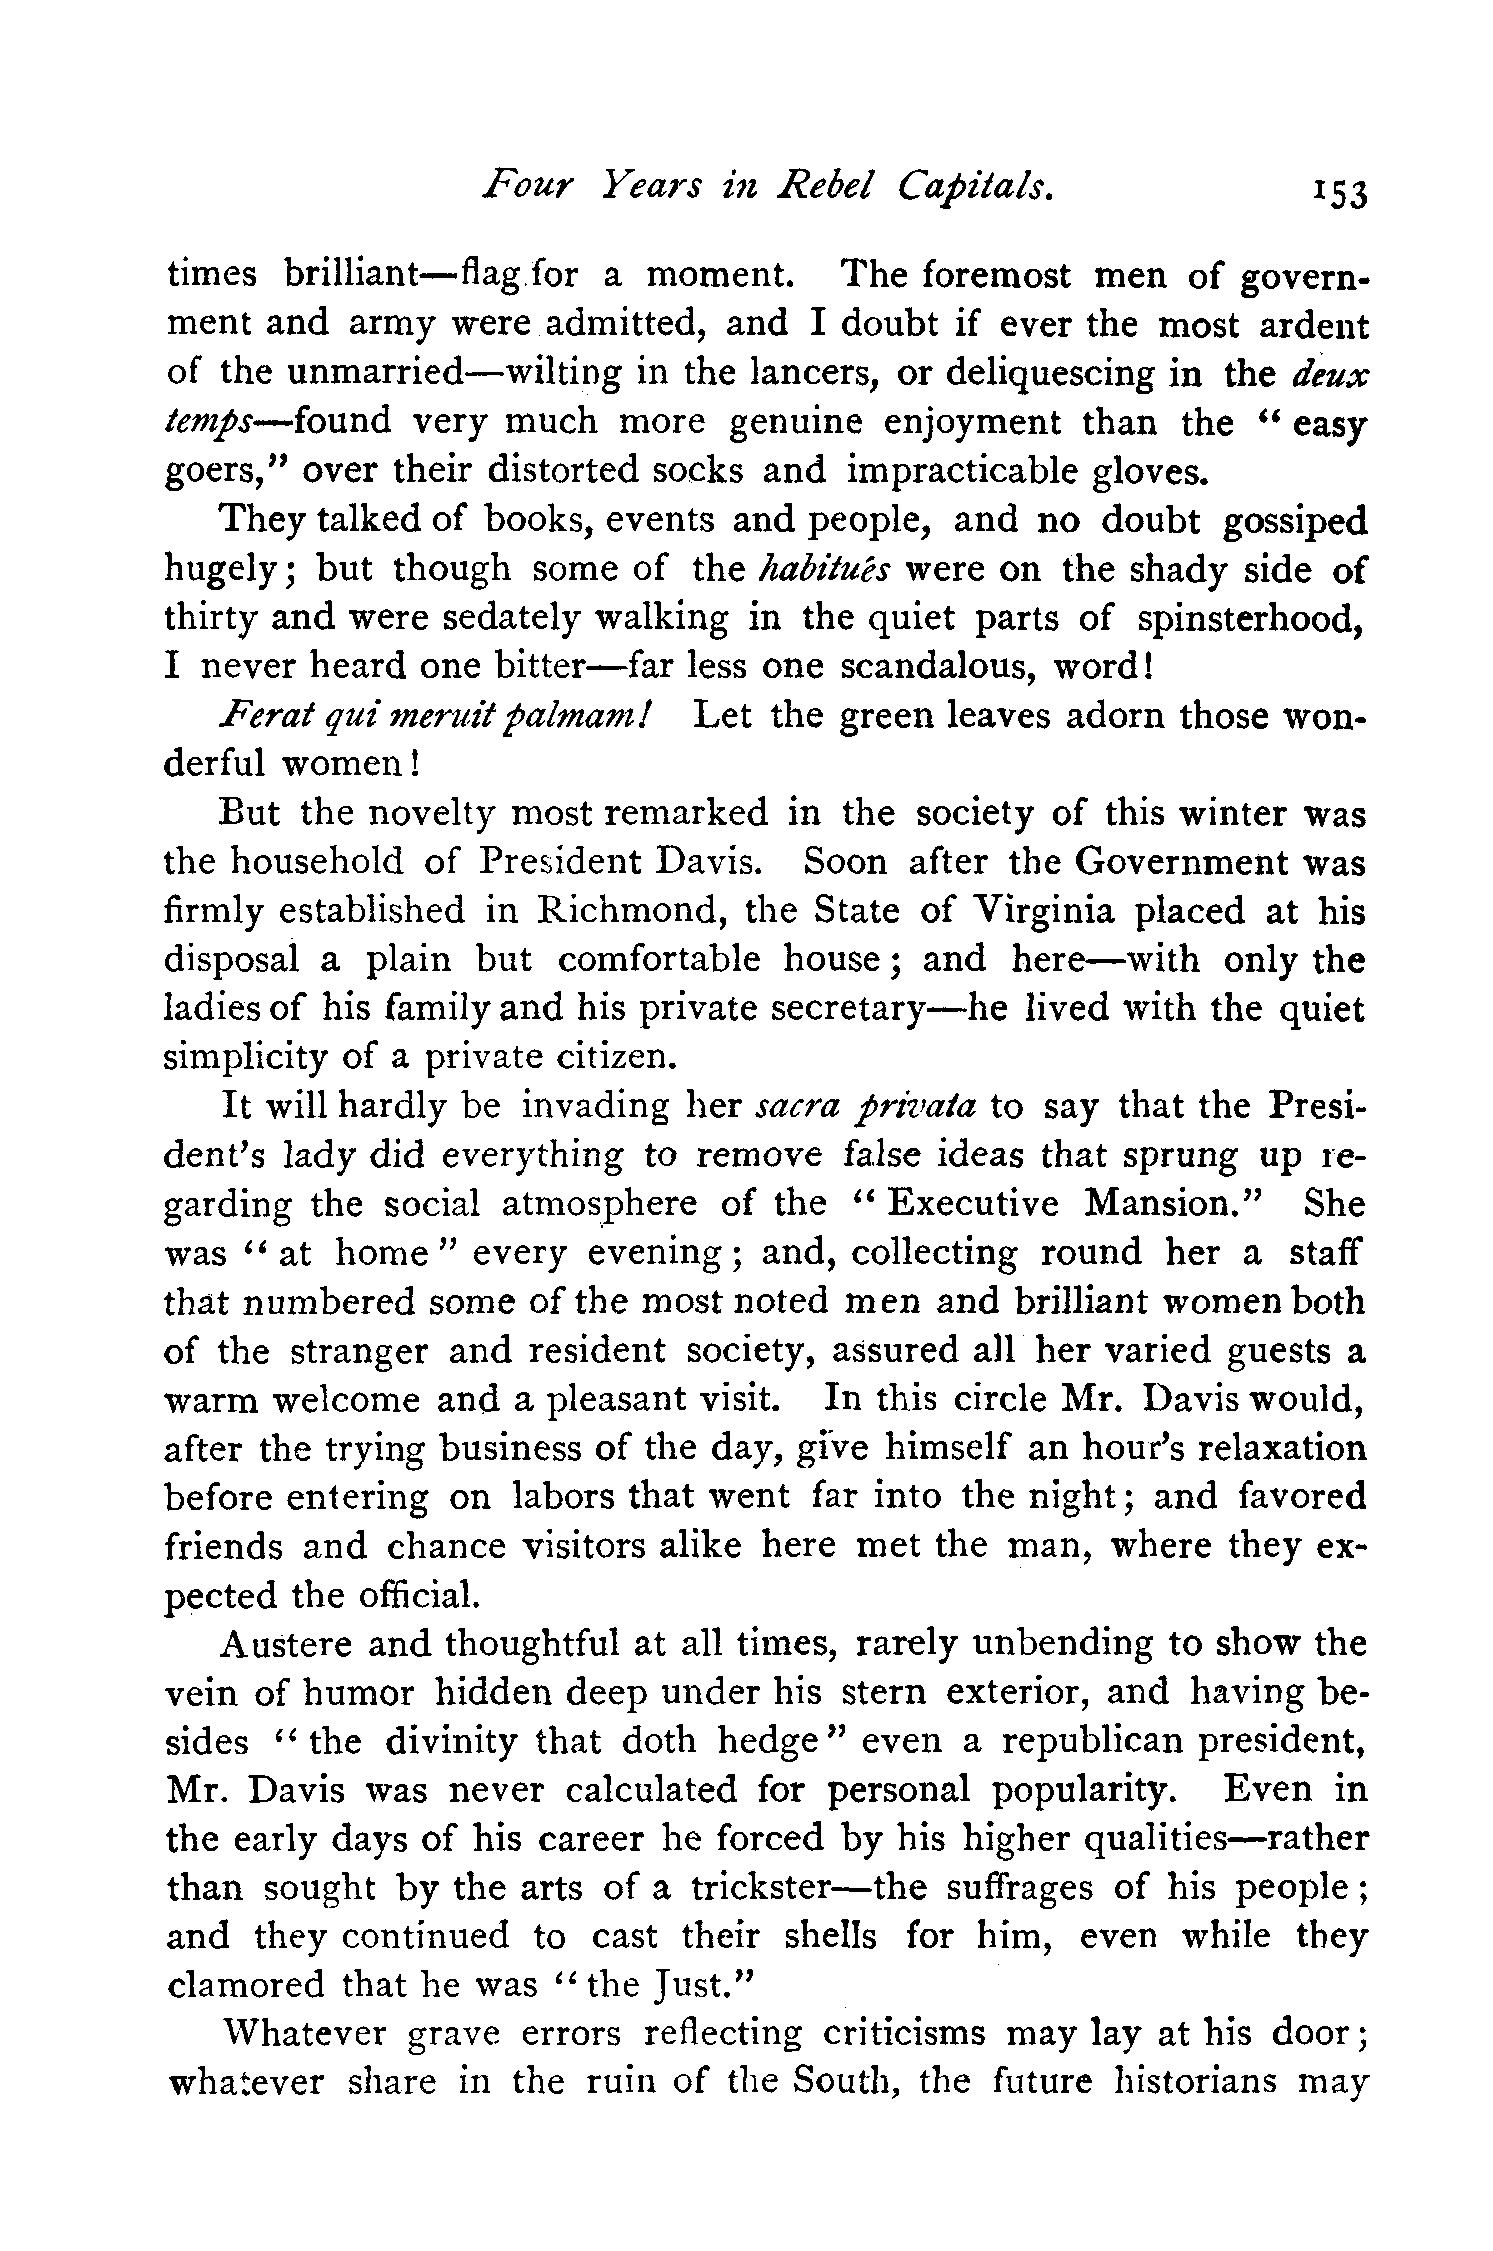 Four Years in Rebel Capitals. 153
times brilliant—flag for a moment. The foremost men of govern-
ment and army were admitted, and I doubt if ever the most ardent
of the unmarried—wilting in the lancers, or deliquescing in the deux
temps—found very much more genuine enjoyment than the “ easy
goers,” over their distorted socks and impracticable gloves.
They talked of books, events and people, and no doubt gossiped
hugely; but though some of the habitués were on the shady side of
thirty and were sedately walking in the quiet parts of spinsterhood,
I never heard one bitter—far less one scandalous, word!
Ferat qui meruit palmam! Let the green leaves adorn those won-
derful women!
But the novelty most remarked in the society of this winter was
the household of President Davis. Soon after the Government was
firmly established in Richmond, the State of Virginia placed at his
disposal a plain but comfortable house; and here—with only the
ladies of his family and his private secretary—he lived with the quiet
simplicity of a private citizen.
It will hardly be invading her sacra privata to say that the Presi-
dent's lady did everything to remove false ideas that sprung up re-
garding the social atmosphere of the “ Executive Mansion.” She
was “ at home ” every evening; and, collecting round her a staff
that numbered some of the most noted men and brilliant women both
of the stranger and resident society, assured all her varied guests a
warm welcome and a pleasant visit. In this circle Mr. Davis would,
after the trying business of the day, give himself an hour's relaxation
before entering on labors that went far into the night; and favored
friends and chance visitors alike here met the man, where they ex-
pected the official.
Austere and thoughtful at all times, rarely unbending to show the
vein of humor hidden deep under his stern exterior, and having be-
sides “ the divinity that doth hedge” even a republican president,
Mr. Davis was never calculated for personal popularity. Even in
the early days of his career he forced by his higher qualities—rather
than sought by the arts of a trickster—the suffrages of his people;
and they continued to cast their shells for him, even while they
clamored that he was “ the Just.”
Whatever grave errors reflecting criticisms may lay at his door;
whatever share in the ruin of the South, the future historians may